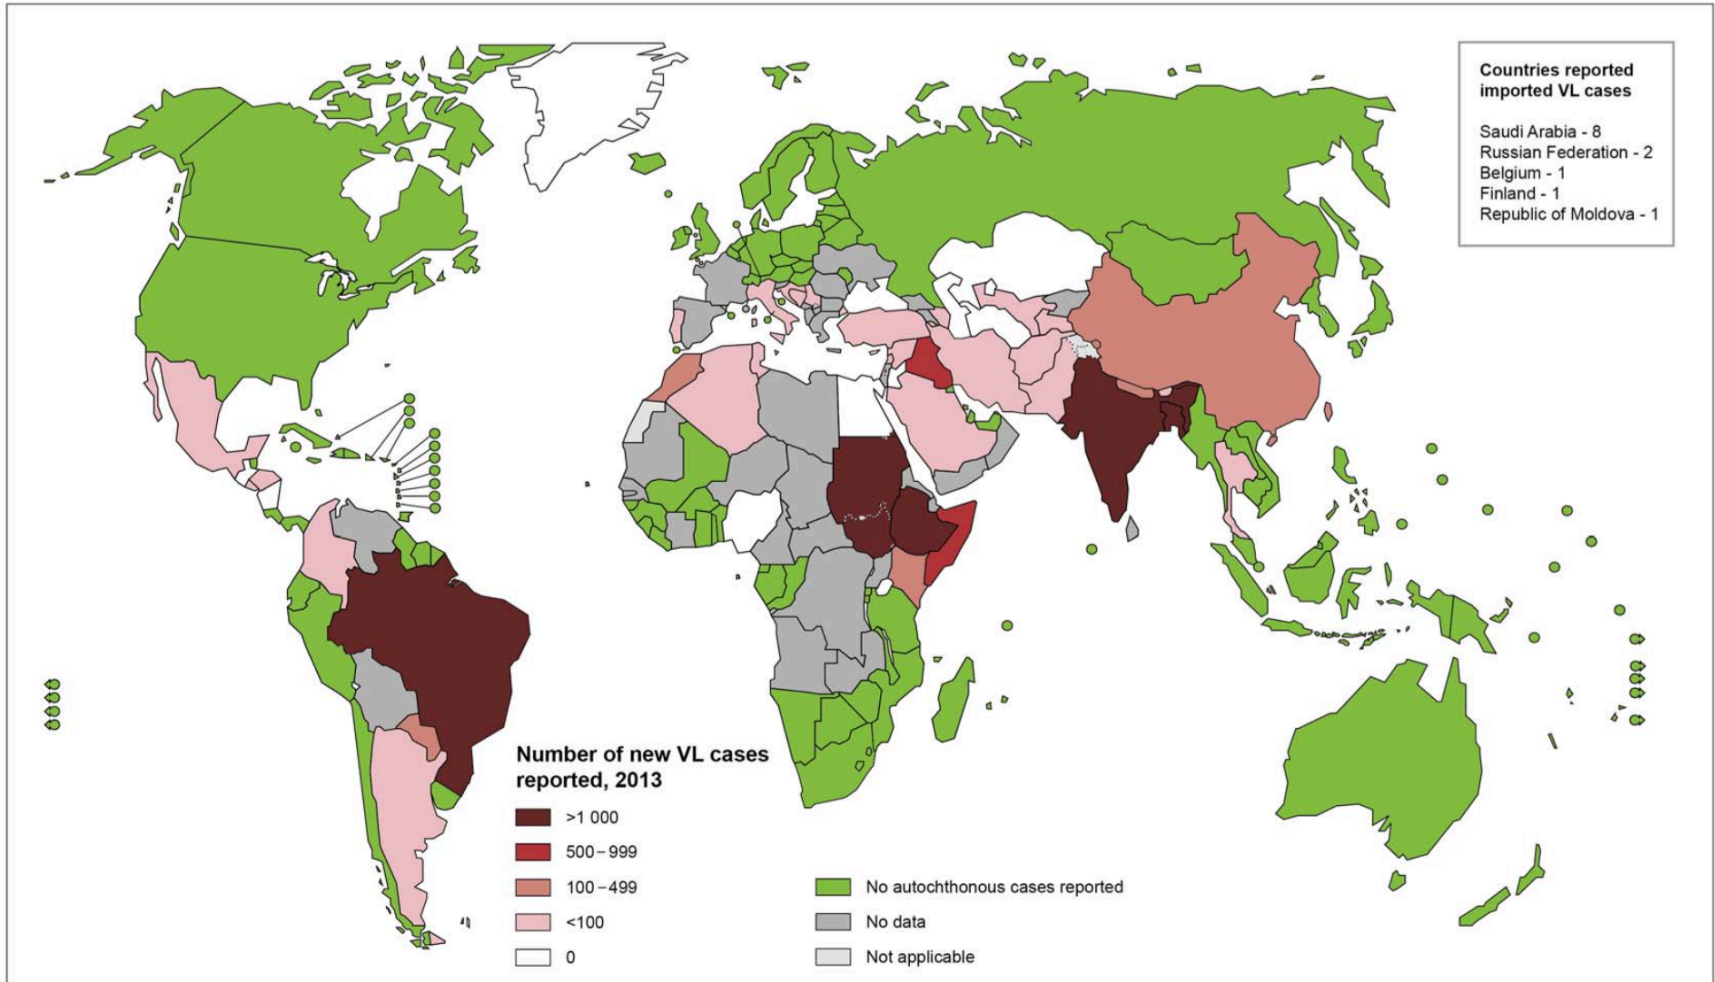 Countries reported
imported VL cases
Saudi Arabia - 8
Russian Federation - 2
Belgium - 1
Finland - 1
Republic of Moldova - 1
Number of new VL cases
reported, 2013
>1 000
500–999
100–499
<100
0
No autochthonous cases reported
No data
Not applicable